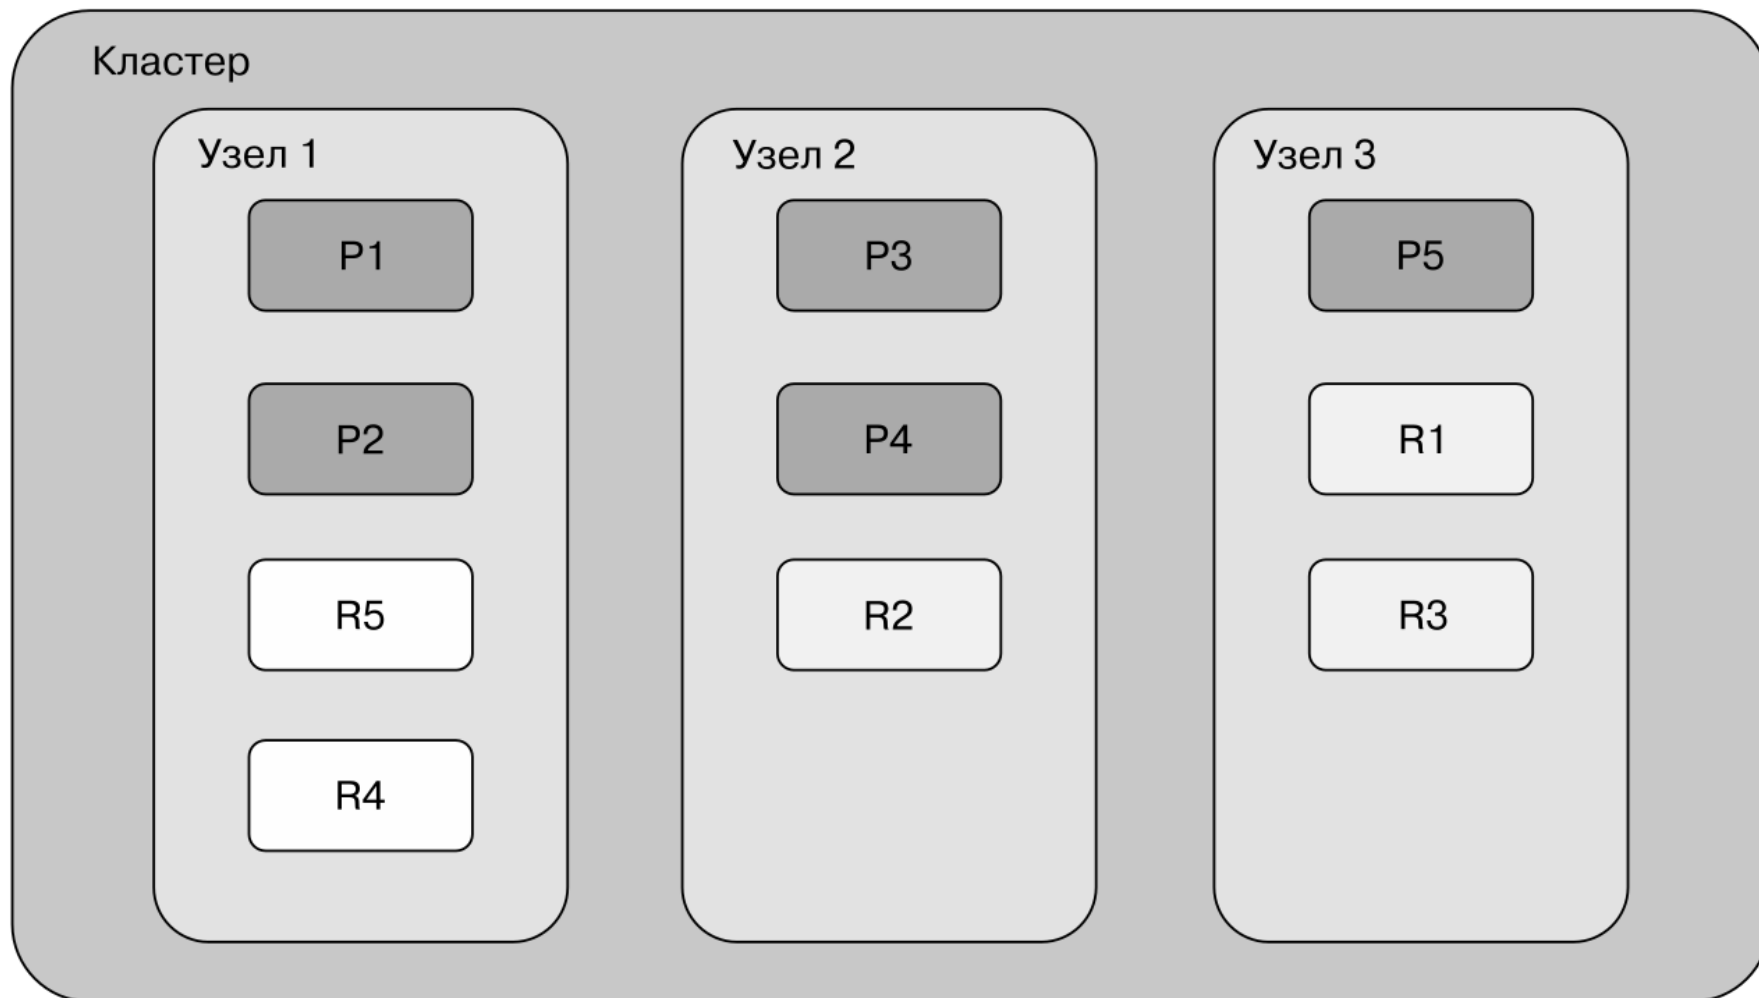 Кластер
Узел 1
P1
P2
R5
R4
Узел 2
P3
P4
R2
Узел 3
P5
R1
R3